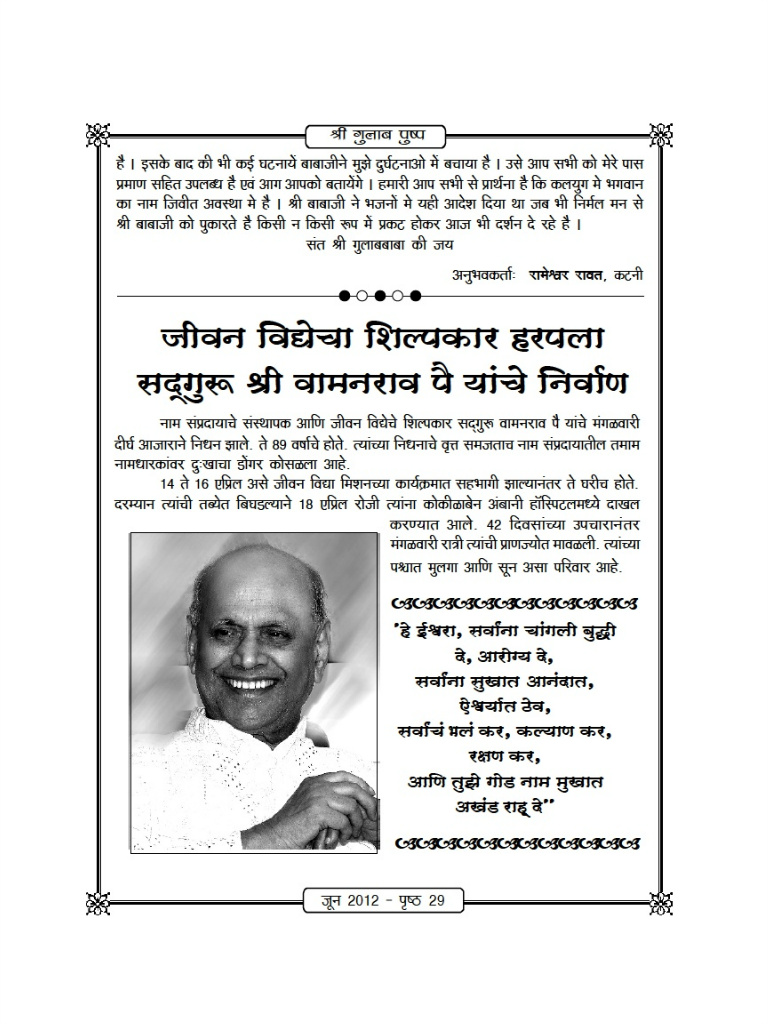 श्री गुलाब पुष्प
है । इसके बाद की भी कई घटनायें बाबाजीने मुझे दुर्घटनाओ में बचाया है । उसे आप सभी को मेरे पास
प्रमाण सहित उपलब्ध है एवं आग आपको बतायेंगे । हमारी आप सभी से प्रार्थना है कि कलयुग मे भगवान
का नाम जिवीत अवस्था मे है । श्री बाबाजी ने भजनों मे यही आदेश दिया था जब भी निर्मल मन से
श्री बाबाजी को पुकारते है किसी न किसी रूप में प्रकट होकर आज भी दर्शन दे रहे है ।
संत श्री गुलाबबाबा की जय
अनुभवकर्ताः रामेश्वर रावत, कटनी
जीवन विद्येचा शिल्पकार हरपला
सद्गुरू श्री वामनराव पै यांचे निर्वाण
नाम संप्रदायाचे संस्थापक आणि जीवन विद्येचे शिल्पकार सद्गुरू वामनराव पै यांचे मंगळवारी
दीर्घ आजाराने निधन झाले. ते 89 वर्षाचे होते. त्यांच्या निधनाचे वृत्त समजताच नाम संप्रदायातील तमाम
नामधारकांवर दुःखाचा डोंगर कोसळला आहे.
14 ते 16 एप्रिल असे जीवन विद्या मिशनच्या कार्यक्रमात सहभागी झाल्यानंतर ते घरीच होते.
दरम्यान त्यांची तब्येत बिघडल्याने 18 एप्रिल रोजी त्यांना कोकीळाबेन अंबानी हॉस्पिटलमध्ये दाखल
करण्यात आले. 42 दिवसांच्या उपचारानंतर
मंगळवारी रात्री त्यांची प्राणज्योत मावळली. त्यांच्या
पश्चात मुलगा आणि सून असा परिवार आहे.
"हे ईश्वरा, सर्वांना चांगली बुद्धी
दे, आरोग्य दे,
सर्वांना सुखात आनंदात,
ऐश्वर्यात ठेव,
सर्वांचं भलं कर, कल्याण कर,
रक्षण कर,
आणि तुझे गोड नाम मुखात
अखंड राहू दे"
जून 2012 - पृष्ठ 29